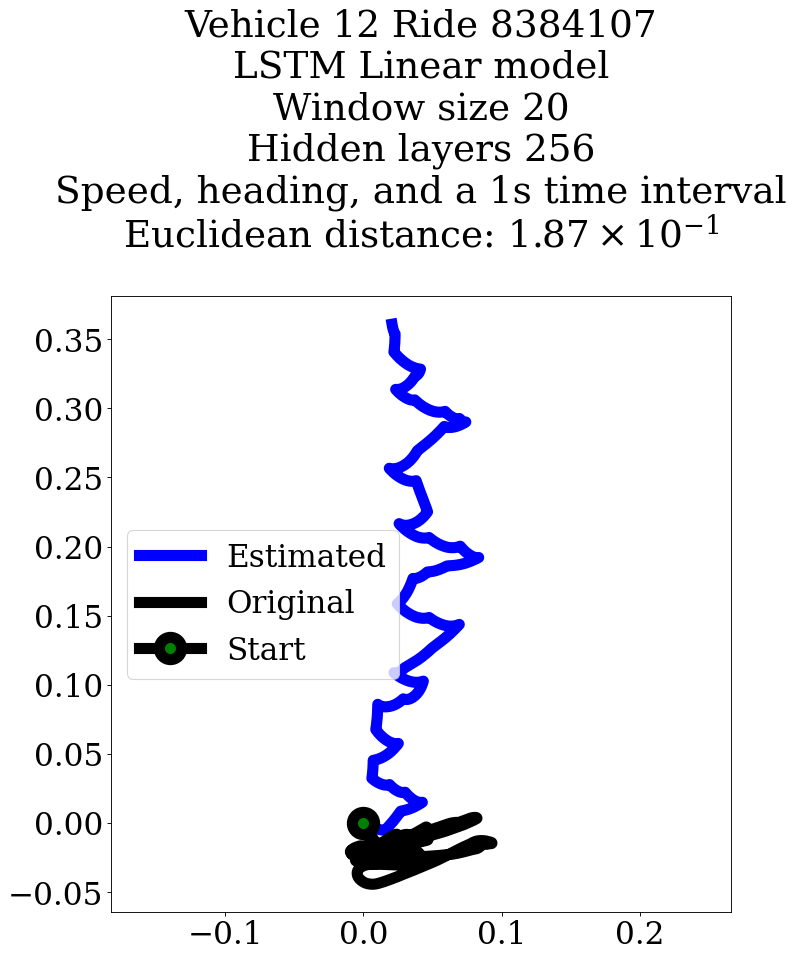 Vehicle 12 Ride 8384107
LSTM Linear model
Window size 20
Hidden layers 256
Speed, heading, and a 1s time interval
Euclidean distance: 1.87 × 10⁻¹
0.35
0.30
0.25
0.20
0.15
0.10
0.05
0.00
−0.05
Estimated
Original
Start
−0.1
0.0
0.1
0.2